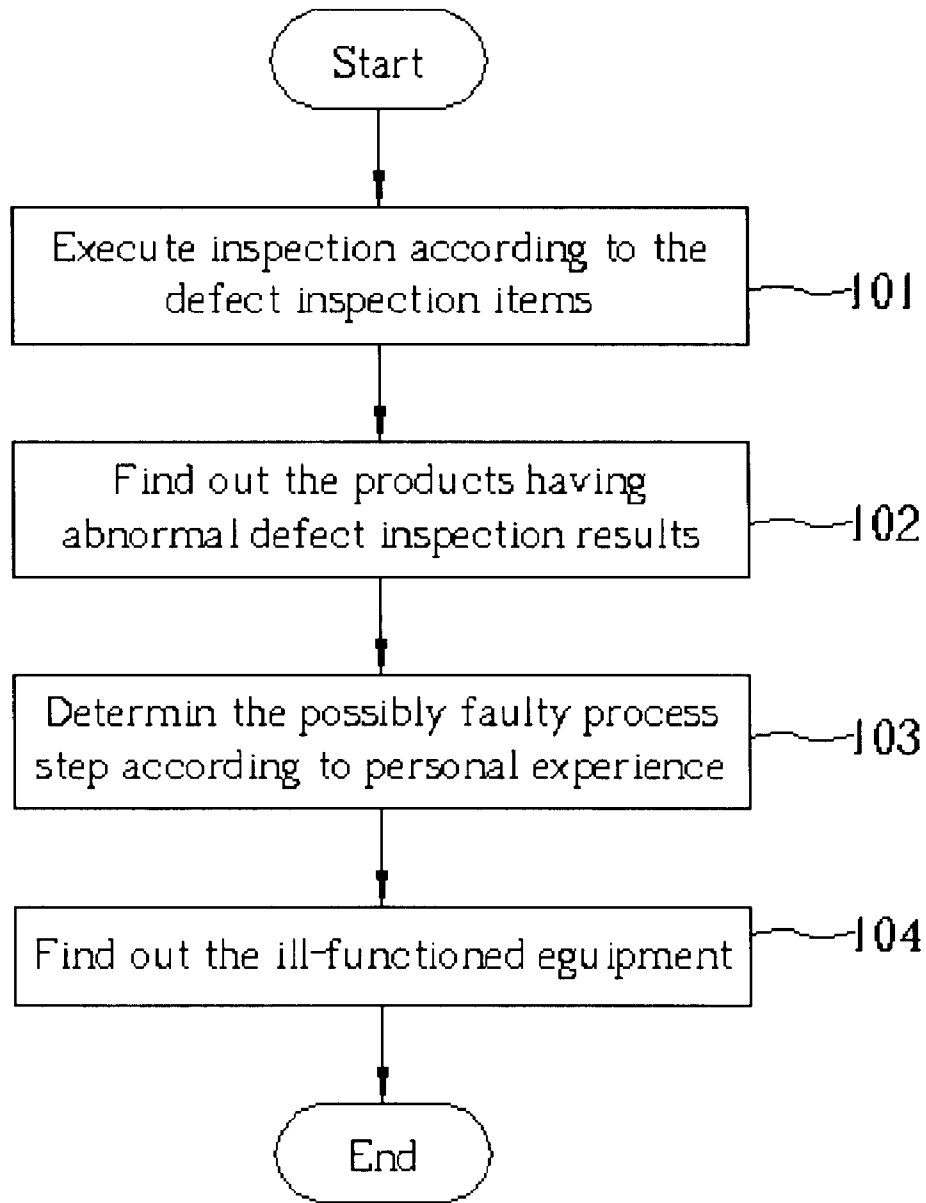 Start
Execute inspection according to the
defect inspection items
101
Find out the products having
abnormal defect inspection results
102
Determin the possibly faulty process
step according to personal experience
103
Find out the ill-functioned eguipment
104
End